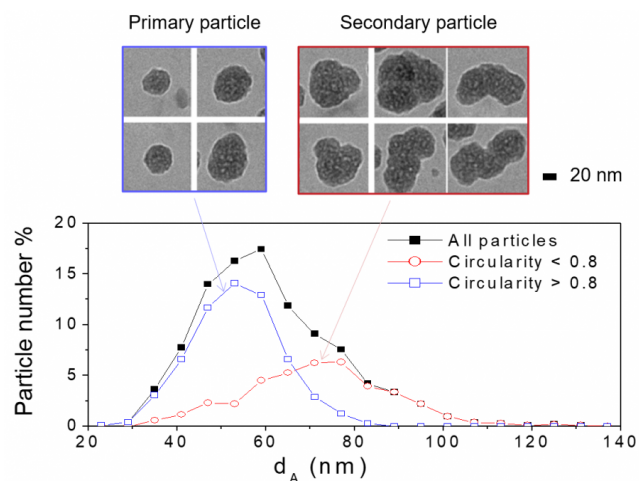 Primary particle
Secondary particle
20 nm
All particles
Circularity < 0.8
Circularity > 0.8
Particle number %
20
15
10
5
0
20 40 60 80 100 120 140
d_A (nm)